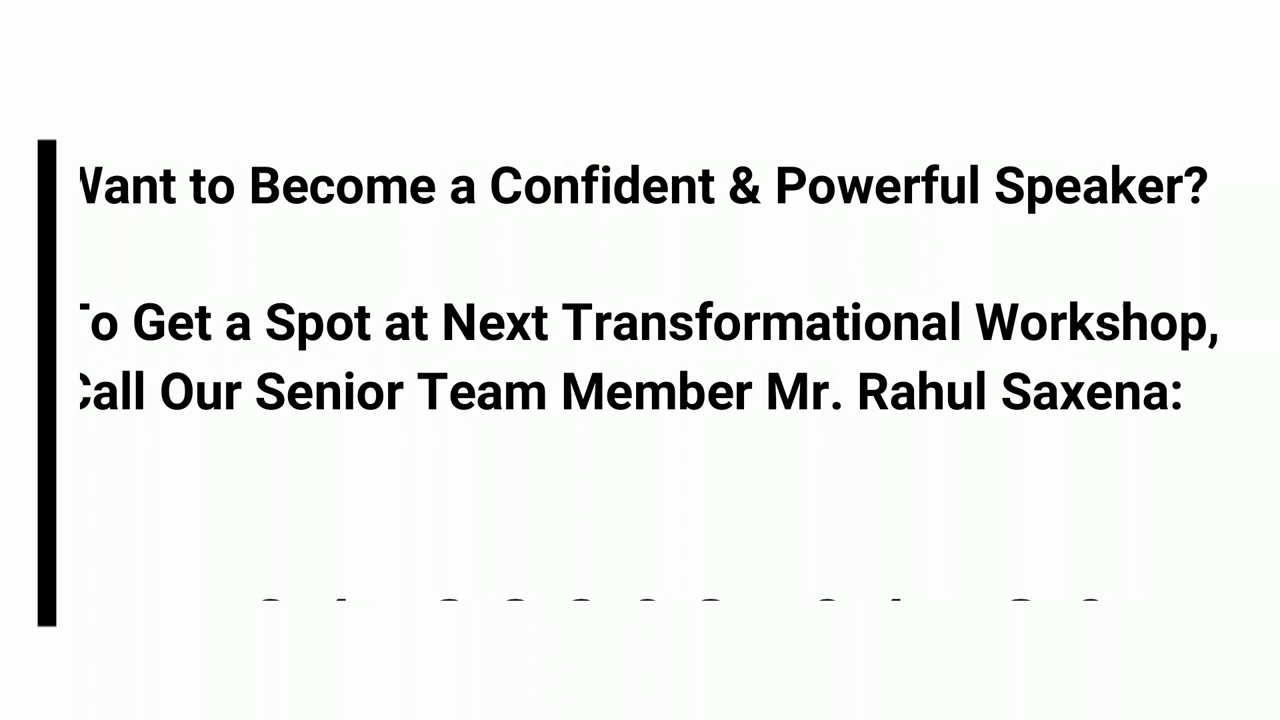 Want to Become a Confident & Powerful Speaker?
To Get a Spot at Next Transformational Workshop,
Call Our Senior Team Member Mr. Rahul Saxena: